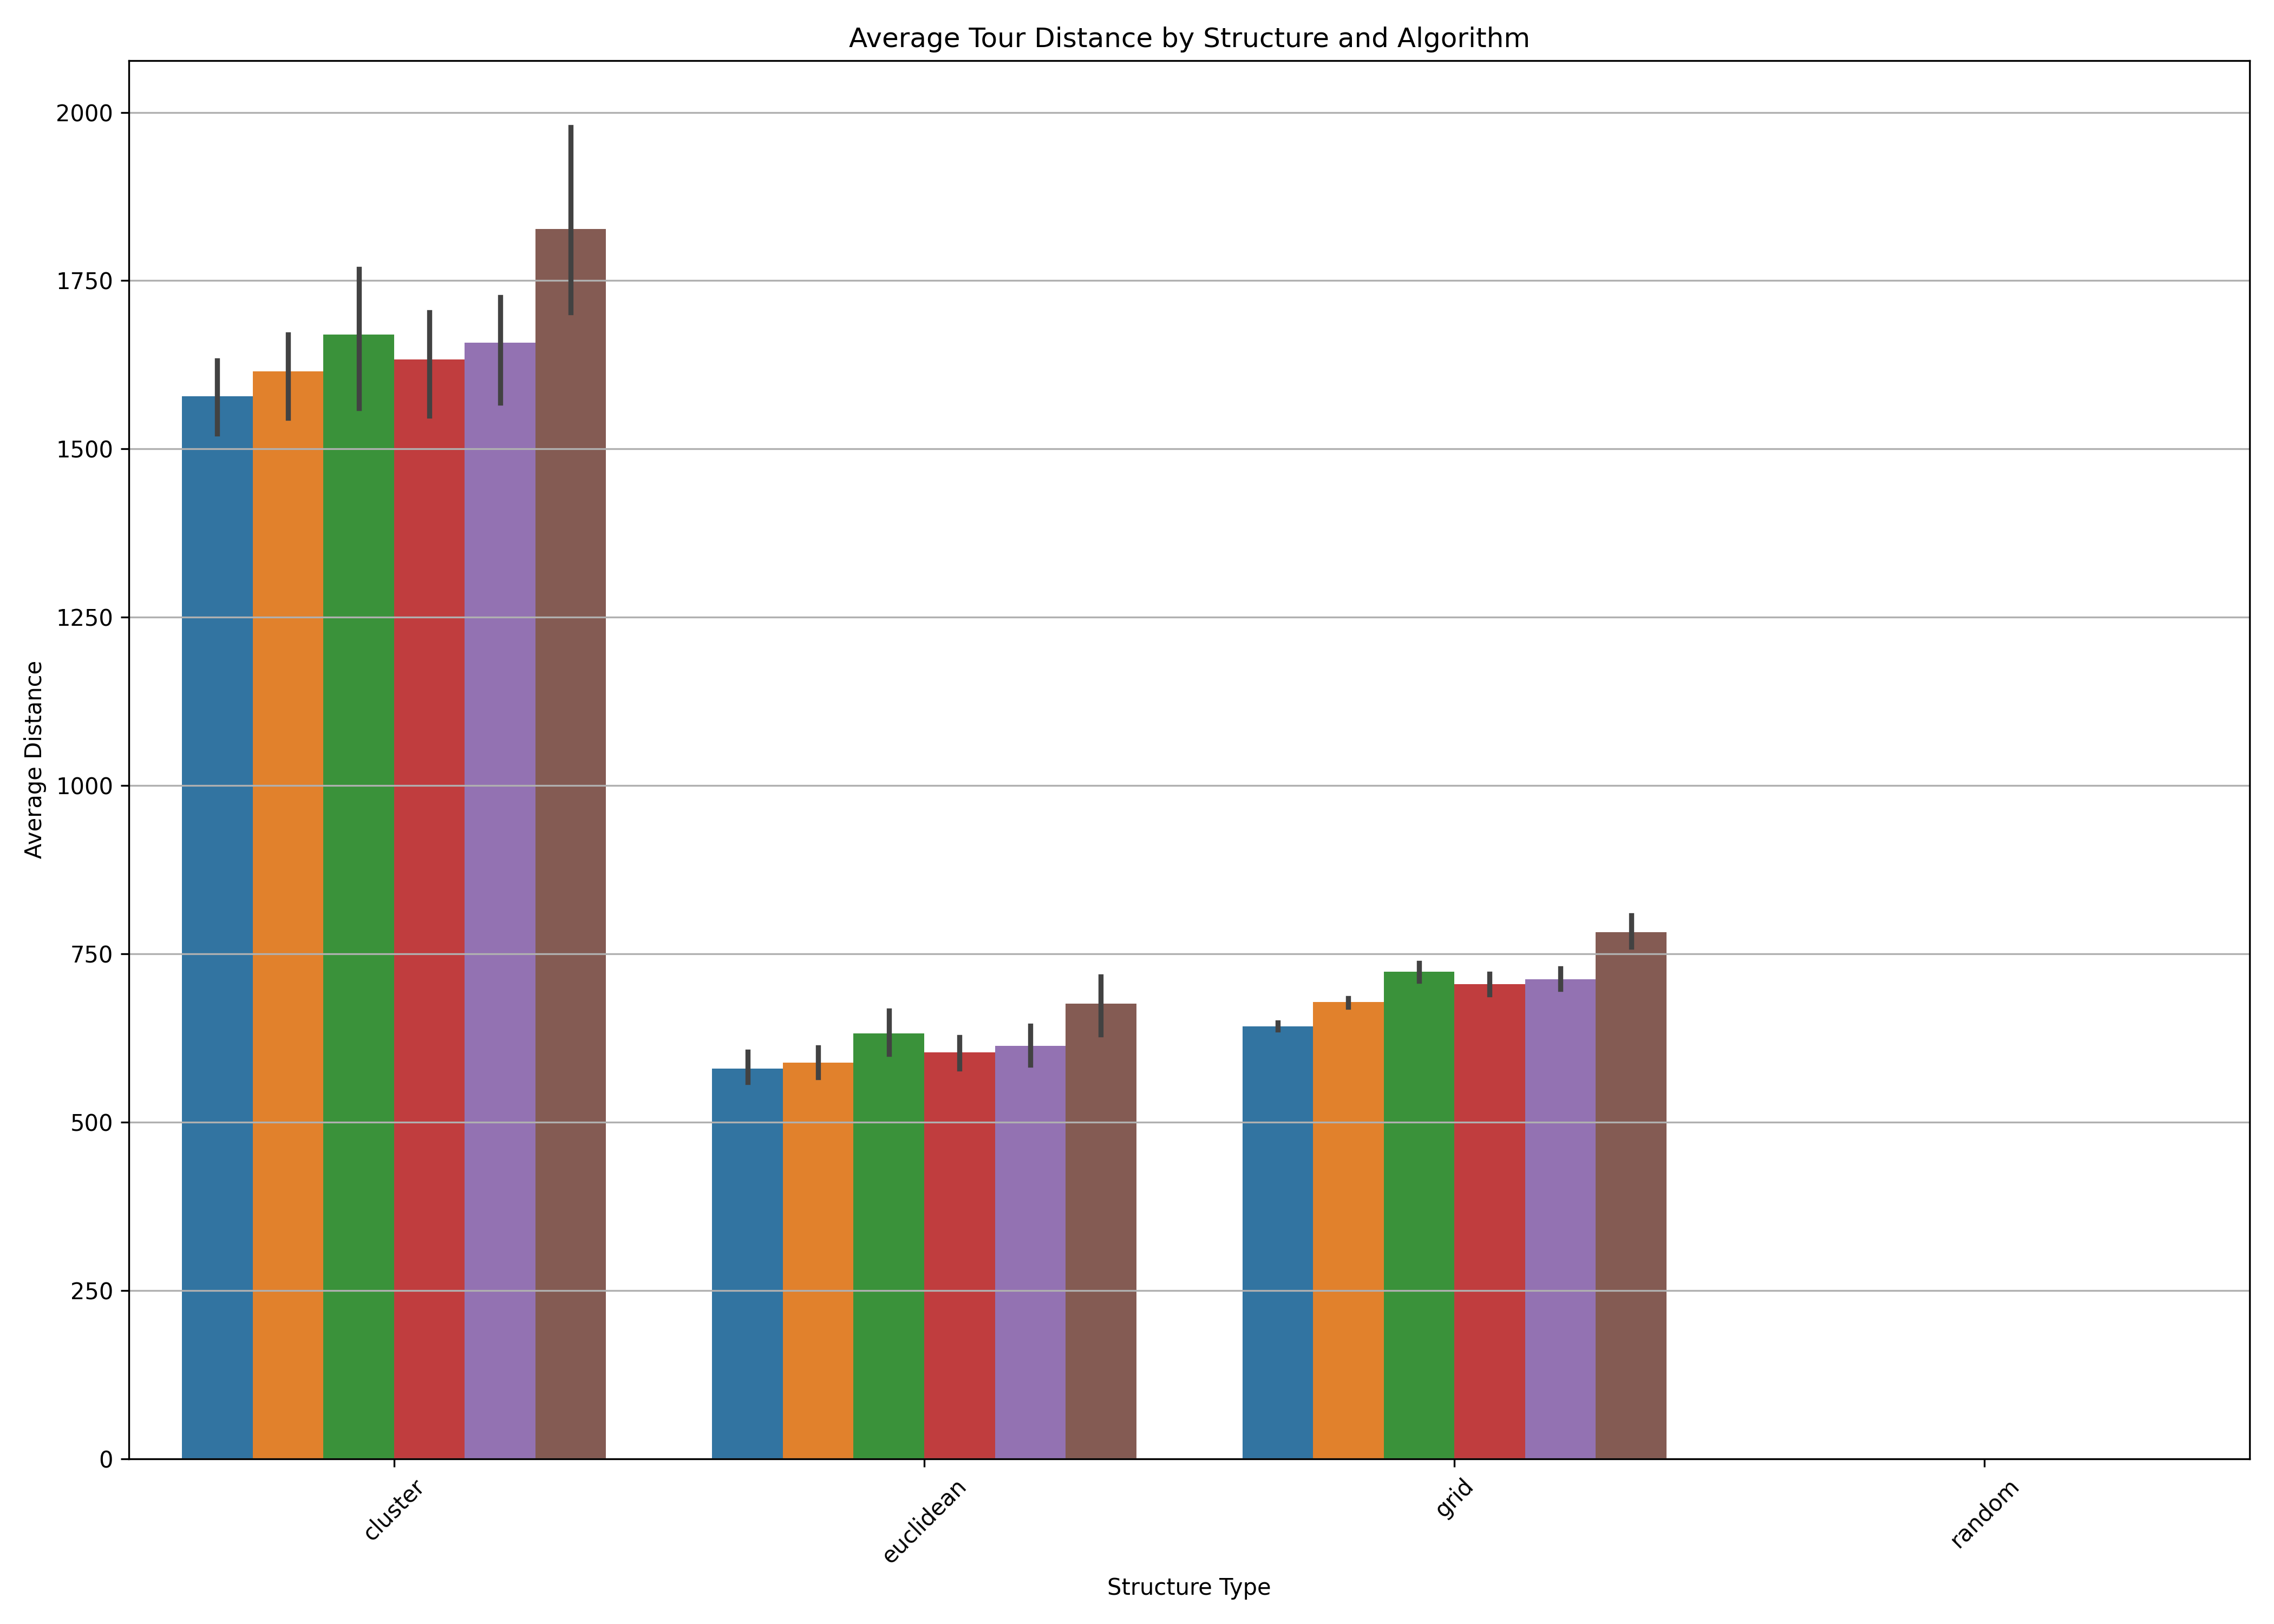 Average Tour Distance by Structure and Algorithm
2000
1750
1500
1250
1000
750
500
250
0
Average Distance
cluster
euclidean
grid
random
Structure Type